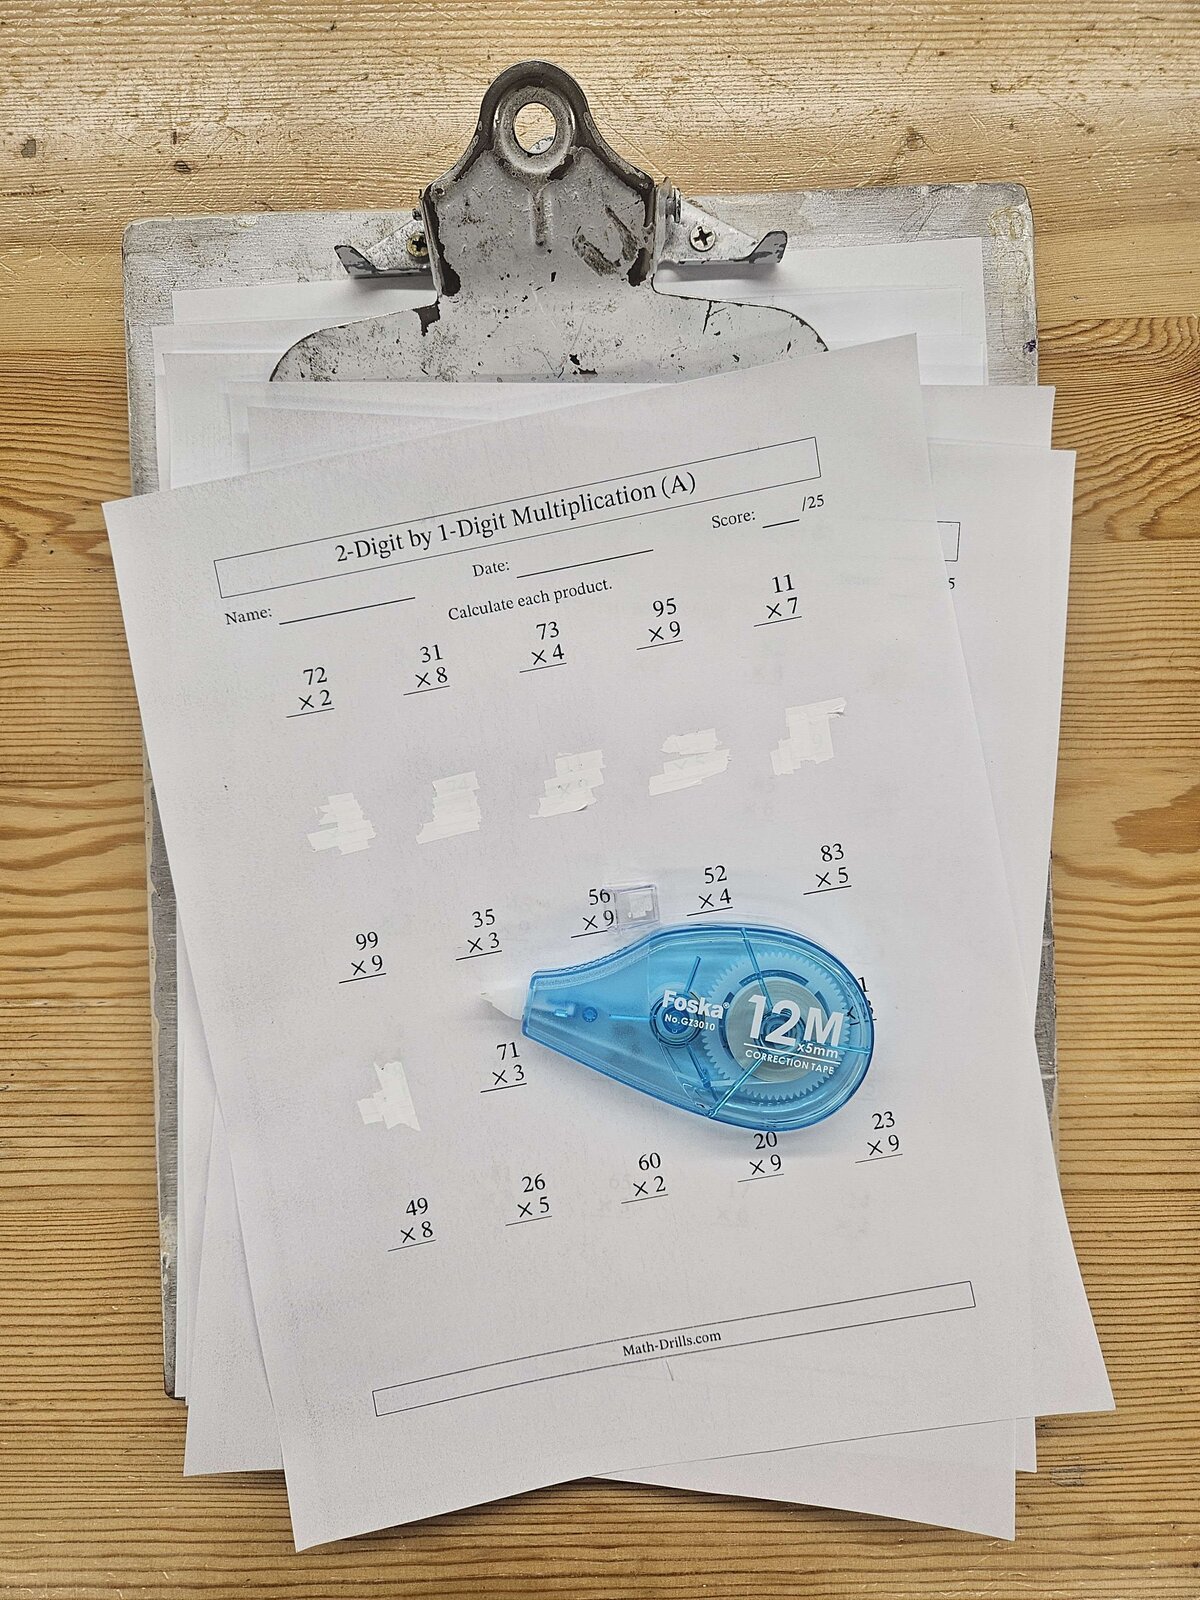 2-Digit by 1-Digit Multiplication (A)
Name: Date: Score: /25
Calculate each product.
72 31 73 95 11
× 2 × 8 × 4 × 9 × 7
99 35 56 52 83
× 9 × 3 × 9 × 4 × 5
71
× 3
49 26 60 20 23
× 8 × 5 × 2 × 9 × 9
Math-Drills.com
Foska®
No.GZ3010
12M
x5mm
CORRECTION TAPE
5